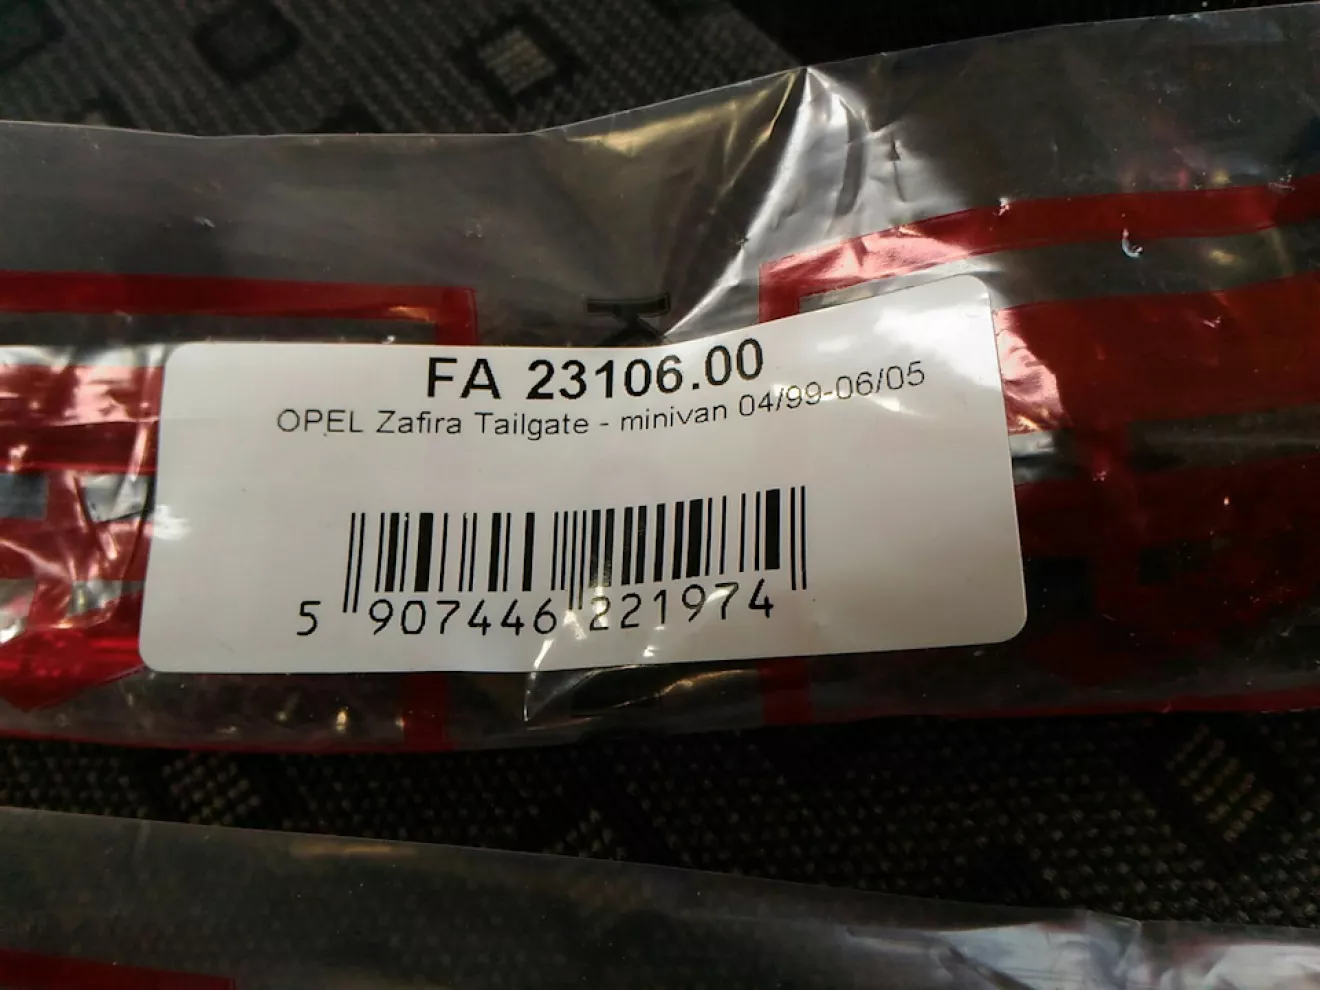 FA 23106.00
OPEL Zafira Tailgate - minivan 04/99-06/05
5 907446 221974